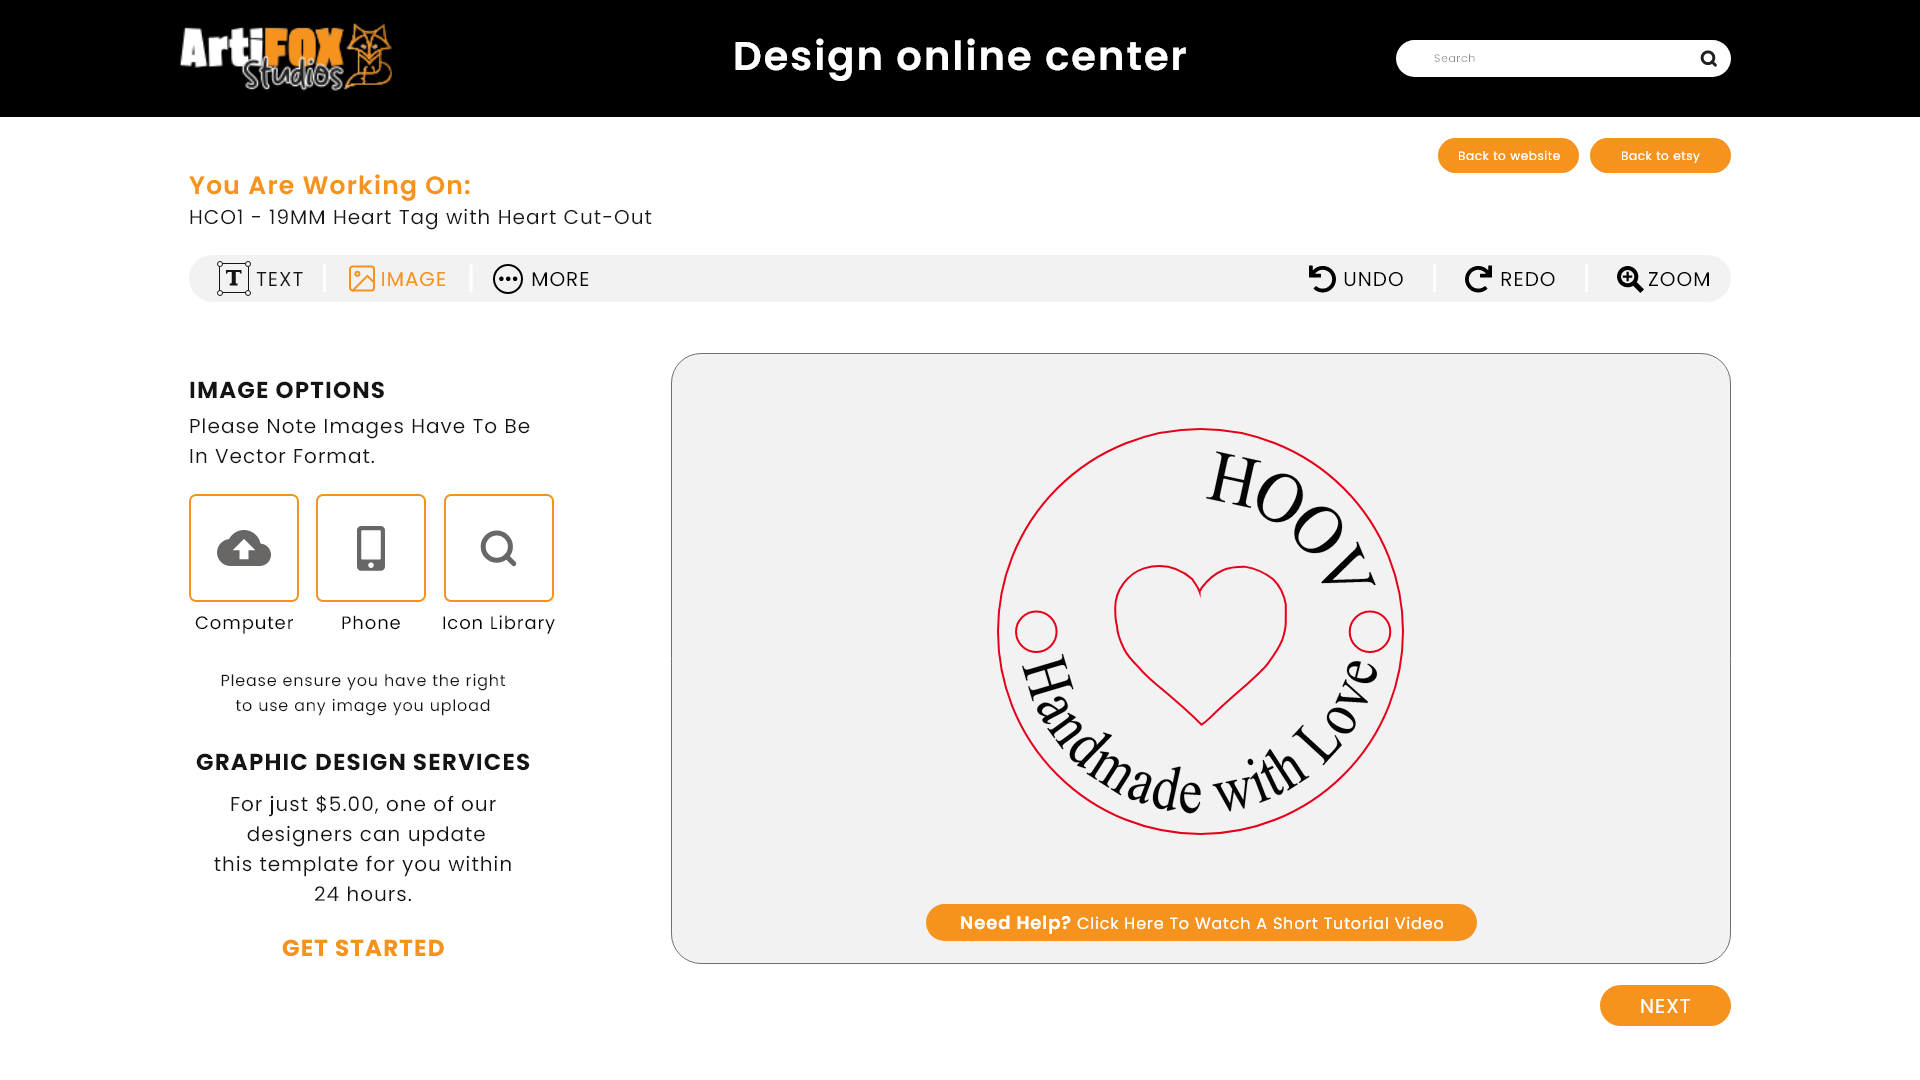 ArtiFOX
Studios
Design online center
Search
Back to website
Back to etsy
You Are Working On:
HCO1 - 19MM Heart Tag with Heart Cut-Out
TEXT
IMAGE
MORE
UNDO
REDO
ZOOM
IMAGE OPTIONS
Please Note Images Have To Be
In Vector Format.
Computer
Phone
Icon Library
Please ensure you have the right
to use any image you upload
GRAPHIC DESIGN SERVICES
For just $5.00, one of our
designers can update
this template for you within
24 hours.
GET STARTED
HOOV
Handmade with Love
Need Help? Click Here To Watch A Short Tutorial Video
NEXT